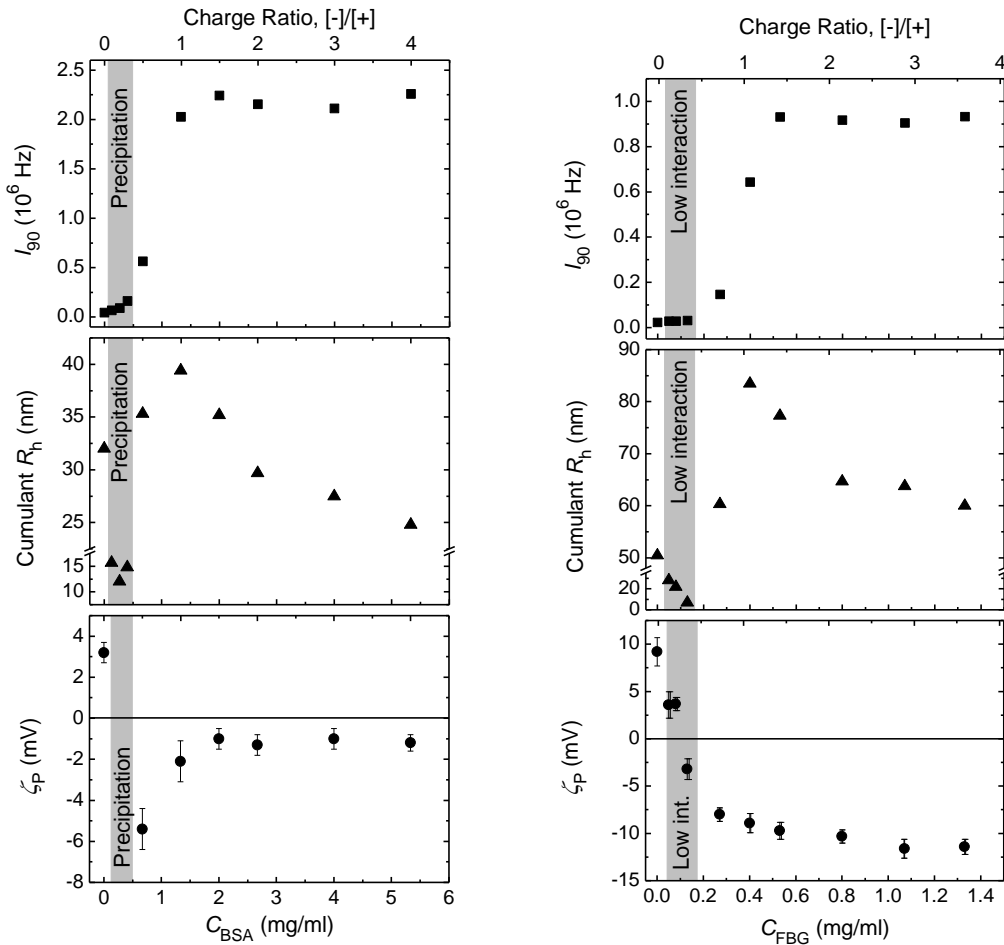 Charge Ratio, [-]/[+]
0 1 2 3 4
2.5
2.0
1.5
1.0
0.5
0.0
I90 (10^6 Hz)
Precipitation
40
35
30
25
15
10
Cumulant Rh (nm)
Precipitation
4
2
0
-2
-4
-6
-8
ζP (mV)
Precipitation
0 1 2 3 4 5 6
CBSA (mg/ml)
Charge Ratio, [-]/[+]
0 1 2 3 4
1.0
0.8
0.6
0.4
0.2
0.0
I90 (10^6 Hz)
Low interaction
90
80
70
60
50
20
0
Cumulant Rh (nm)
Low interaction
10
5
0
-5
-10
-15
ζP (mV)
Low int.
0.0 0.2 0.4 0.6 0.8 1.0 1.2 1.4
CFBG (mg/ml)